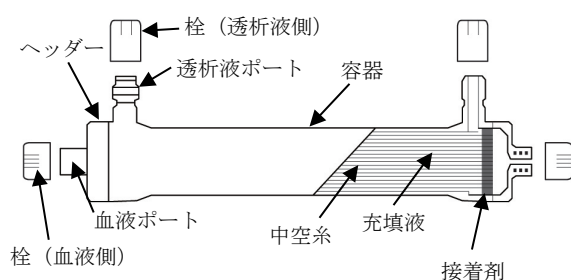 栓（透析液側）
ヘッダー
透析液ポート
容器
血液ポート
中空糸
充填液
栓（血液側）
接着剤